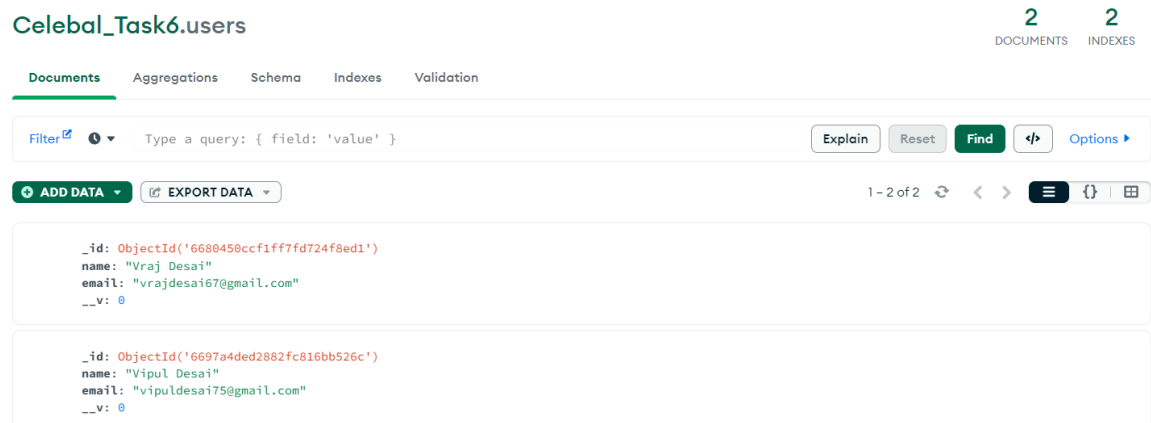 Celebal_Task6.users
2 2
DOCUMENTS INDEXES
Documents Aggregations Schema Indexes Validation
Filter Type a query: { field: 'value' } Explain Reset Find </> Options
ADD DATA EXPORT DATA 1 – 2 of 2 {}
_id: ObjectId('6680450ccf1ff7fd724f8ed1')
name: "Vraj Desai"
email: "vrajdesai67@gmail.com"
__v: 0
_id: ObjectId('6697a4ded2882fc816bb526c')
name: "Vipul Desai"
email: "vipuldesai75@gmail.com"
__v: 0